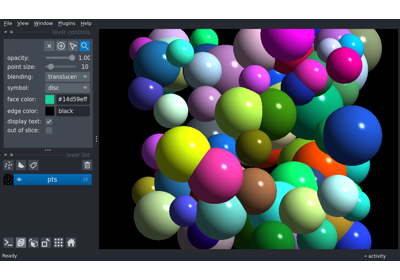 File View Window Plugins Help
layer controls
opacity: 1.00
point size: 10
blending: translucen
symbol: disc
face color: #14d59eff
edge color: black
display text:
out of slice:
layer list
pts
Ready activity